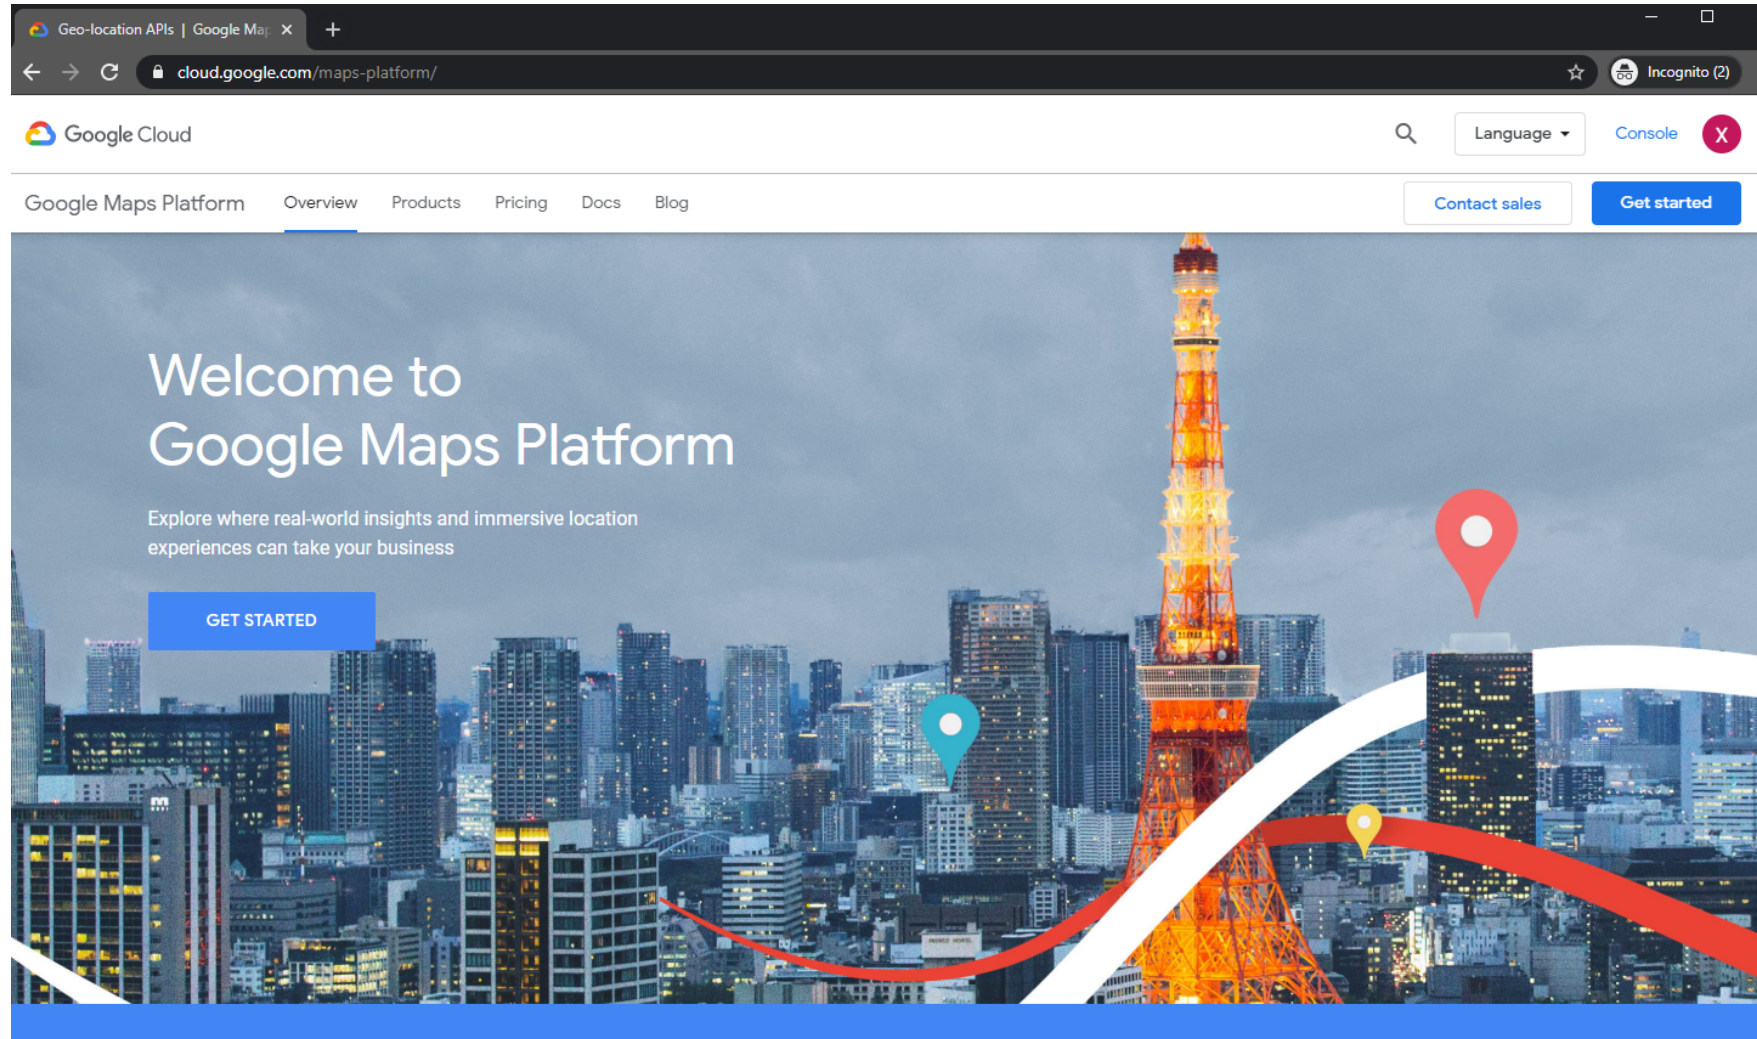 Geo-location APIs | Google Map
cloud.google.com/maps-platform/
Incognito (2)
Google Cloud
Language
Console
X
Google Maps Platform
Overview
Products
Pricing
Docs
Blog
Contact sales
Get started
Welcome to
Google Maps Platform
Explore where real-world insights and immersive location
experiences can take your business
GET STARTED
m